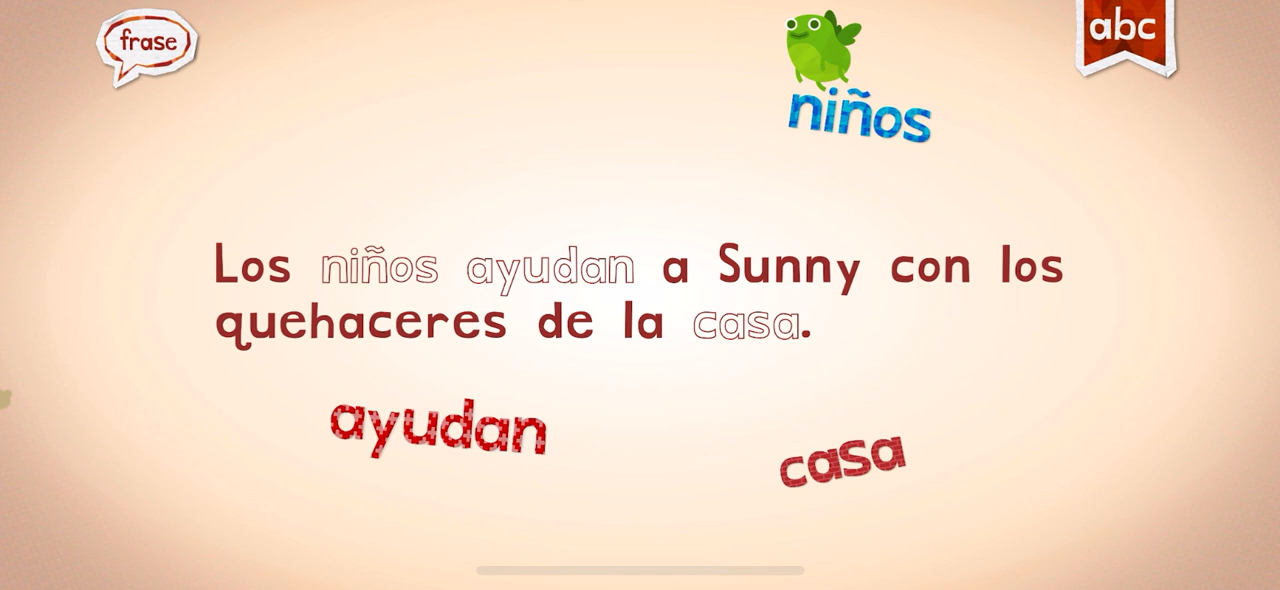 frase
abc
niños
Los niños ayudan a Sunny con los
quehaceres de la casa.
ayudan
casa